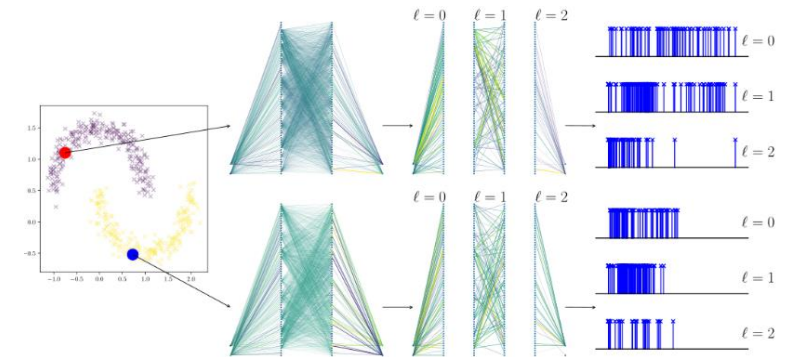 ℓ = 0 ℓ = 1 ℓ = 2
ℓ = 0
ℓ = 1
ℓ = 2
1.5
1.0
0.5
0.0
-0.5
-1.0 -0.5 0.0 0.5 1.0 1.5 2.0
ℓ = 0 ℓ = 1 ℓ = 2
ℓ = 0
ℓ = 1
ℓ = 2